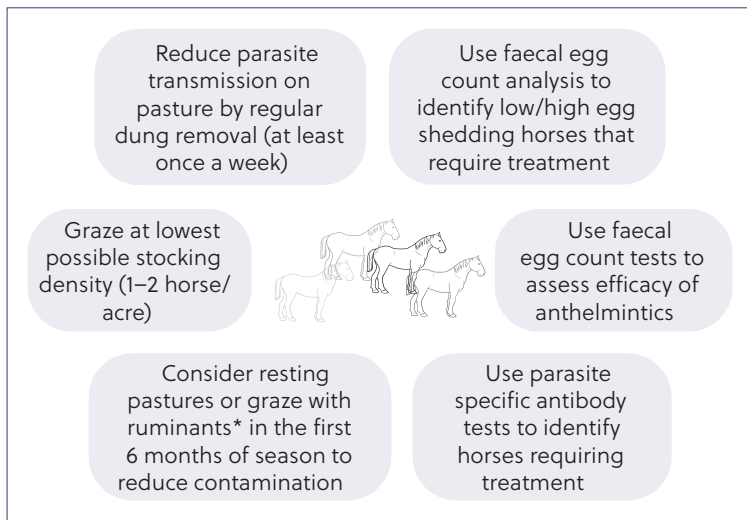 Reduce parasite
transmission on
pasture by regular
dung removal (at least
once a week)
Use faecal egg
count analysis to
identify low/high egg
shedding horses that
require treatment
Graze at lowest
possible stocking
density (1–2 horse/
acre)
Use faecal
egg count tests to
assess efficacy of
anthelmintics
Consider resting
pastures or graze with
ruminants* in the first
6 months of season to
reduce contamination
Use parasite
specific antibody
tests to identify
horses requiring
treatment